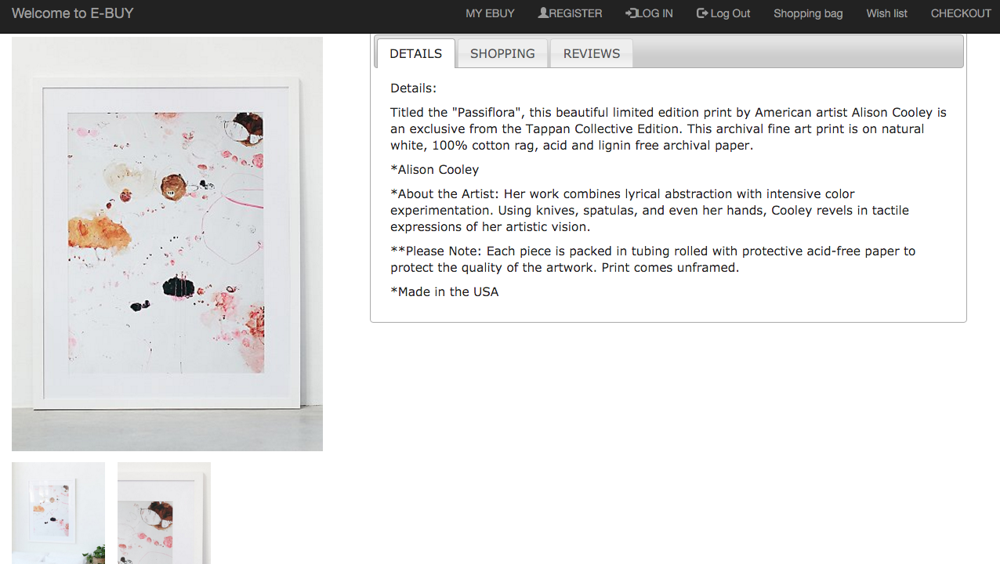 Welcome to E-BUY
MY EBUY
REGISTER
LOG IN
Log Out
Shopping bag
Wish list
CHECKOUT
DETAILS
SHOPPING
REVIEWS
Details:
Titled the "Passiflora", this beautiful limited edition print by American artist Alison Cooley is
an exclusive from the Tappan Collective Edition. This archival fine art print is on natural
white, 100% cotton rag, acid and lignin free archival paper.
*Alison Cooley
*About the Artist: Her work combines lyrical abstraction with intensive color
experimentation. Using knives, spatulas, and even her hands, Cooley revels in tactile
expressions of her artistic vision.
**Please Note: Each piece is packed in tubing rolled with protective acid-free paper to
protect the quality of the artwork. Print comes unframed.
*Made in the USA